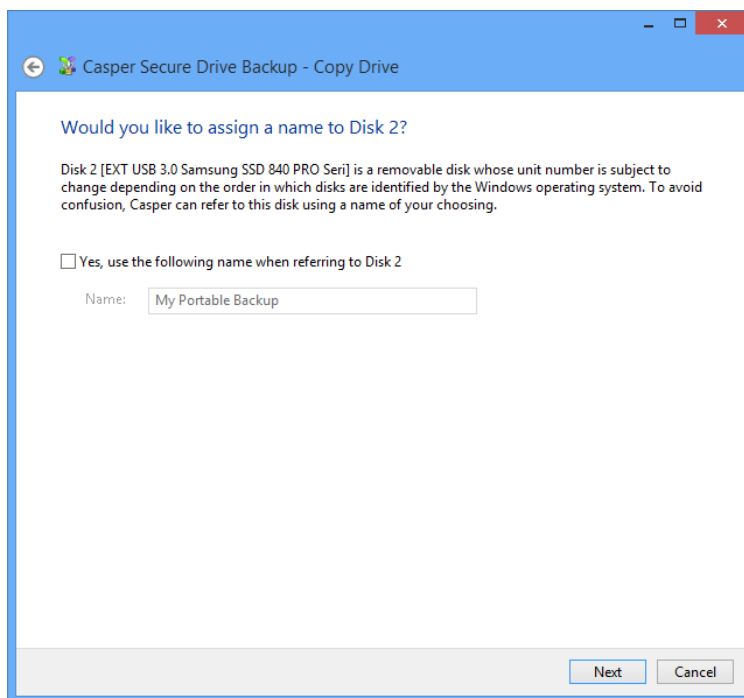 Casper Secure Drive Backup - Copy Drive
Would you like to assign a name to Disk 2?
Disk 2 [EXT USB 3.0 Samsung SSD 840 PRO Seri] is a removable disk whose unit number is subject to
change depending on the order in which disks are identified by the Windows operating system. To avoid
confusion, Casper can refer to this disk using a name of your choosing.
Yes, use the following name when referring to Disk 2
Name: My Portable Backup
Next Cancel